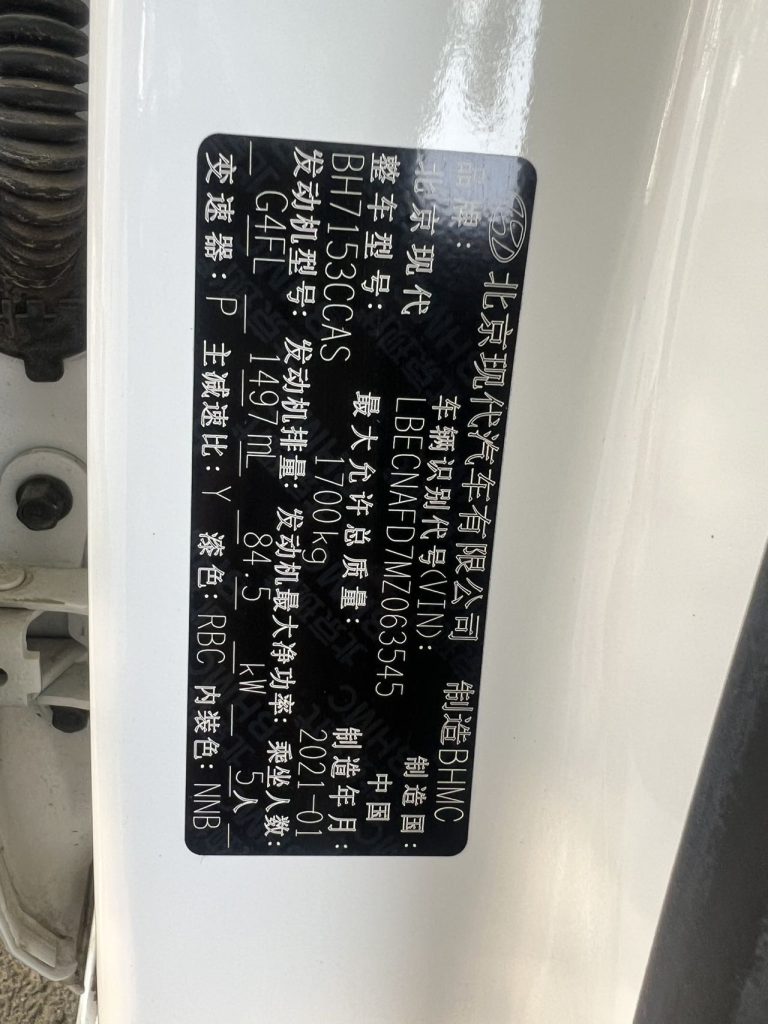 北京现代汽车有限公司 制造BHMC
品牌: 车辆识别代号(VIN): 制造国:
北京现代 LBECNAFD7MZ063545 中国
整车型号: 最大允许总质量: 制造年月:
BH7153CCAS 1700kg 2021-01
发动机型号: 发动机排量: 发动机最大净功率: 乘坐人数:
G4FL 1497mL 84.5 kW 5人
变速器: P 主减速比: Y 漆色: RBC 内装色: NNB